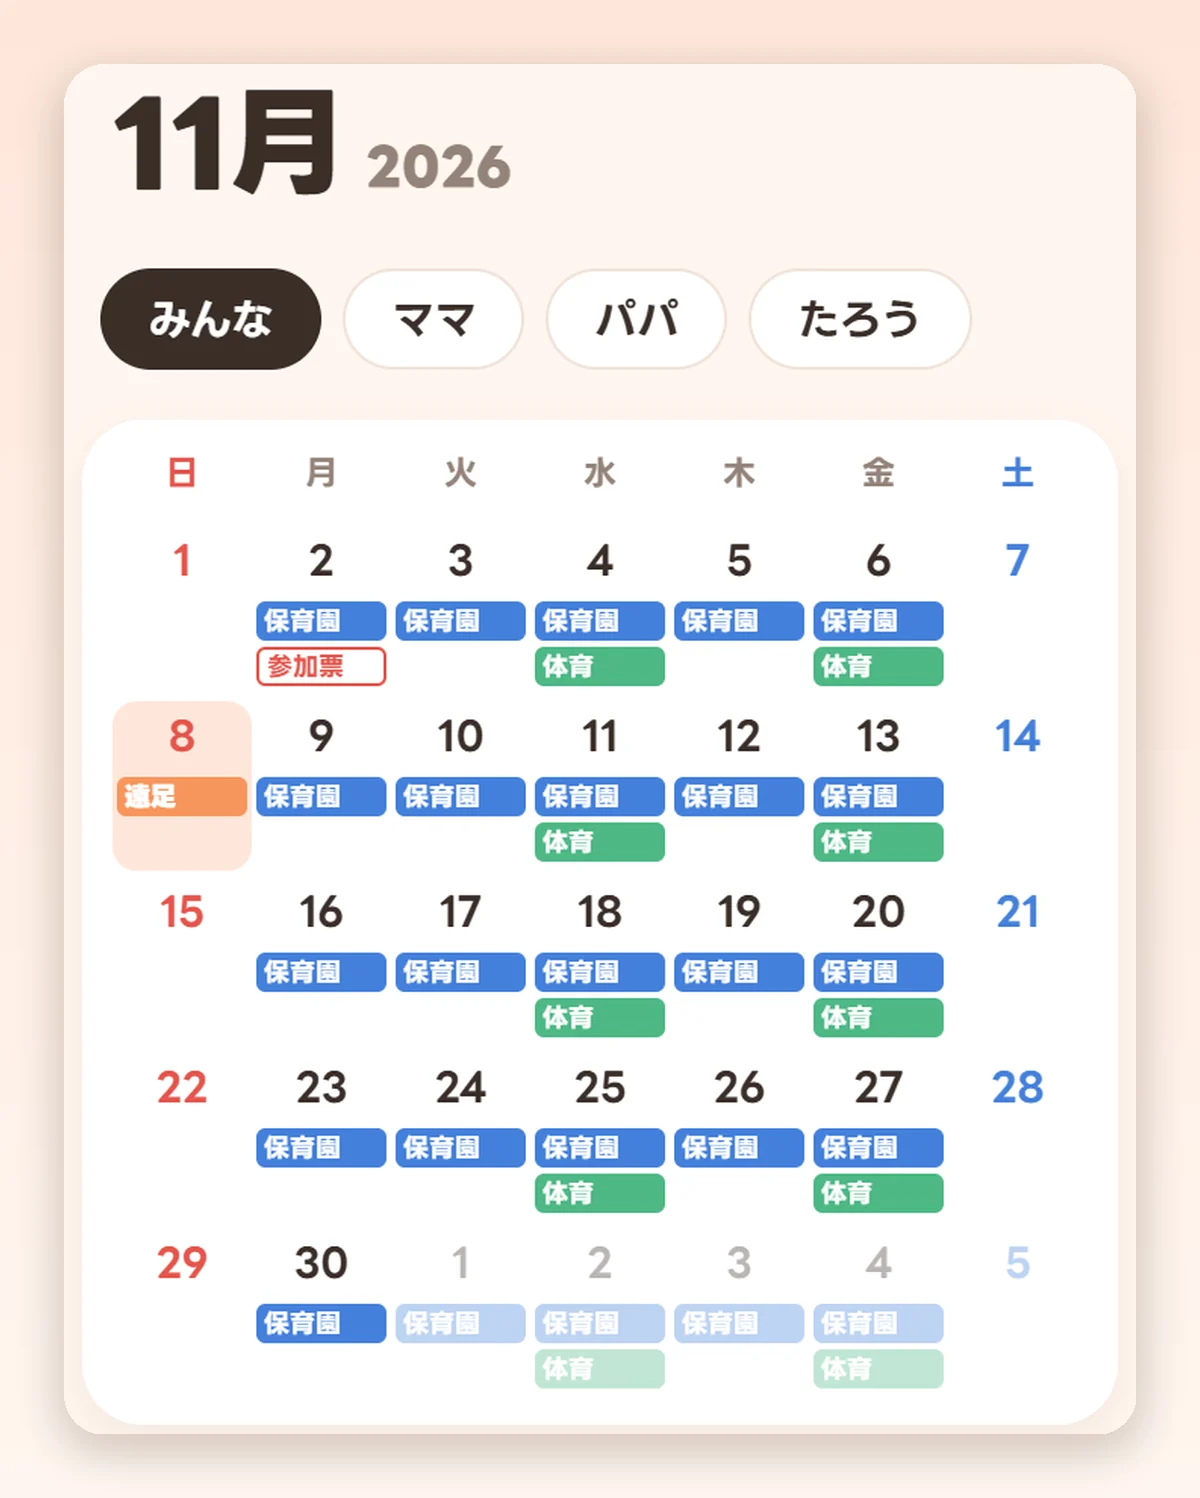 11月 2026
みんな ママ パパ たろう
日 月 火 水 木 金 土
1 2 3 4 5 6 7
保育園 保育園 保育園 保育園 保育園
参加票 体育 体育
8 9 10 11 12 13 14
遠足 保育園 保育園 保育園 保育園 保育園
体育 体育
15 16 17 18 19 20 21
保育園 保育園 保育園 保育園 保育園
体育 体育
22 23 24 25 26 27 28
保育園 保育園 保育園 保育園 保育園
体育 体育
29 30 1 2 3 4 5
保育園 保育園 保育園 保育園 保育園
体育 体育